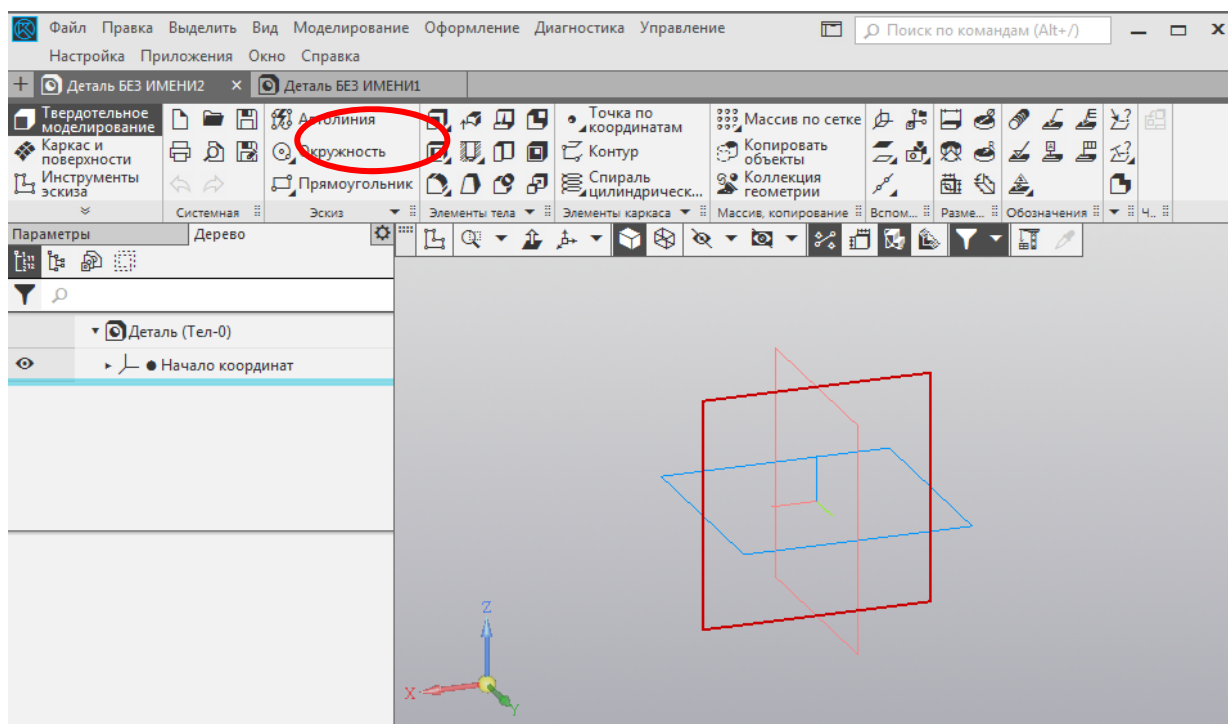 Файл Правка Выделить Вид Моделирование Оформление Диагностика Управление Поиск по командам (Alt+/)
Настройка Приложения Окно Справка
Деталь БЕЗ ИМЕНИ2 Деталь БЕЗ ИМЕНИ1
Твердотельное моделирование
Каркас и поверхности
Инструменты эскиза
Системная
Автолиния
Окружность
Прямоугольник
Эскиз
Элементы тела
Точка по координатам
Контур
Спираль цилиндрическ...
Элементы каркаса
Массив по сетке
Копировать объекты
Коллекция геометрии
Массив, копирование
Вспом...
Разме...
Обозначения
Ч...
Параметры Дерево
Деталь (Тел-0)
Начало координат
Z
X
Y